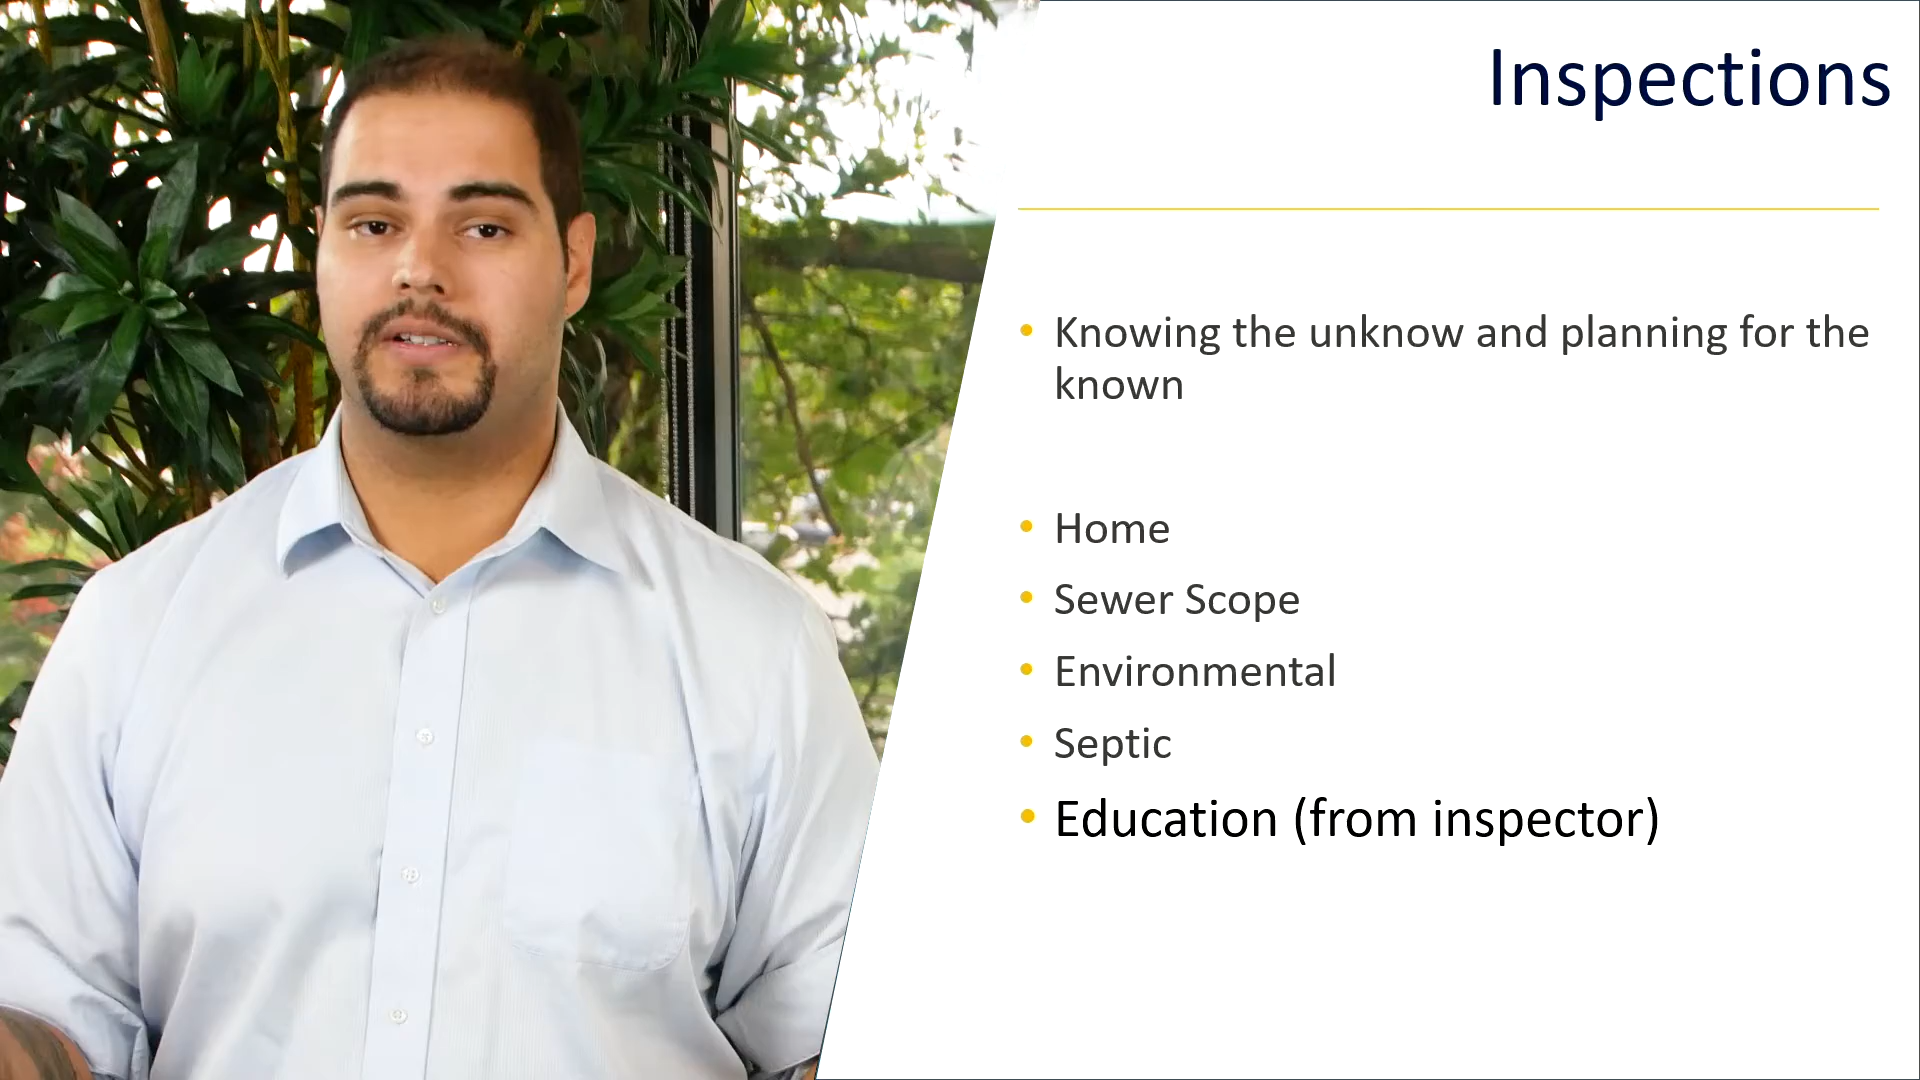 Inspections
• Knowing the unknow and planning for the
known
• Home
• Sewer Scope
• Environmental
• Septic
• Education (from inspector)